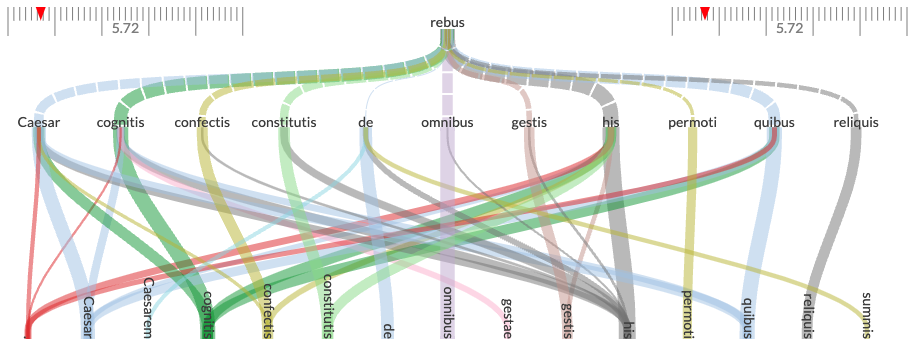 rebus
5.72
5.72
Caesar cognitis confectis constitutis de omnibus gestis his permoti quibus reliquis
, Caesar Caesarem cognitis confectis constitutis de omnibus gestae gestis his permoti quibus reliquis summis